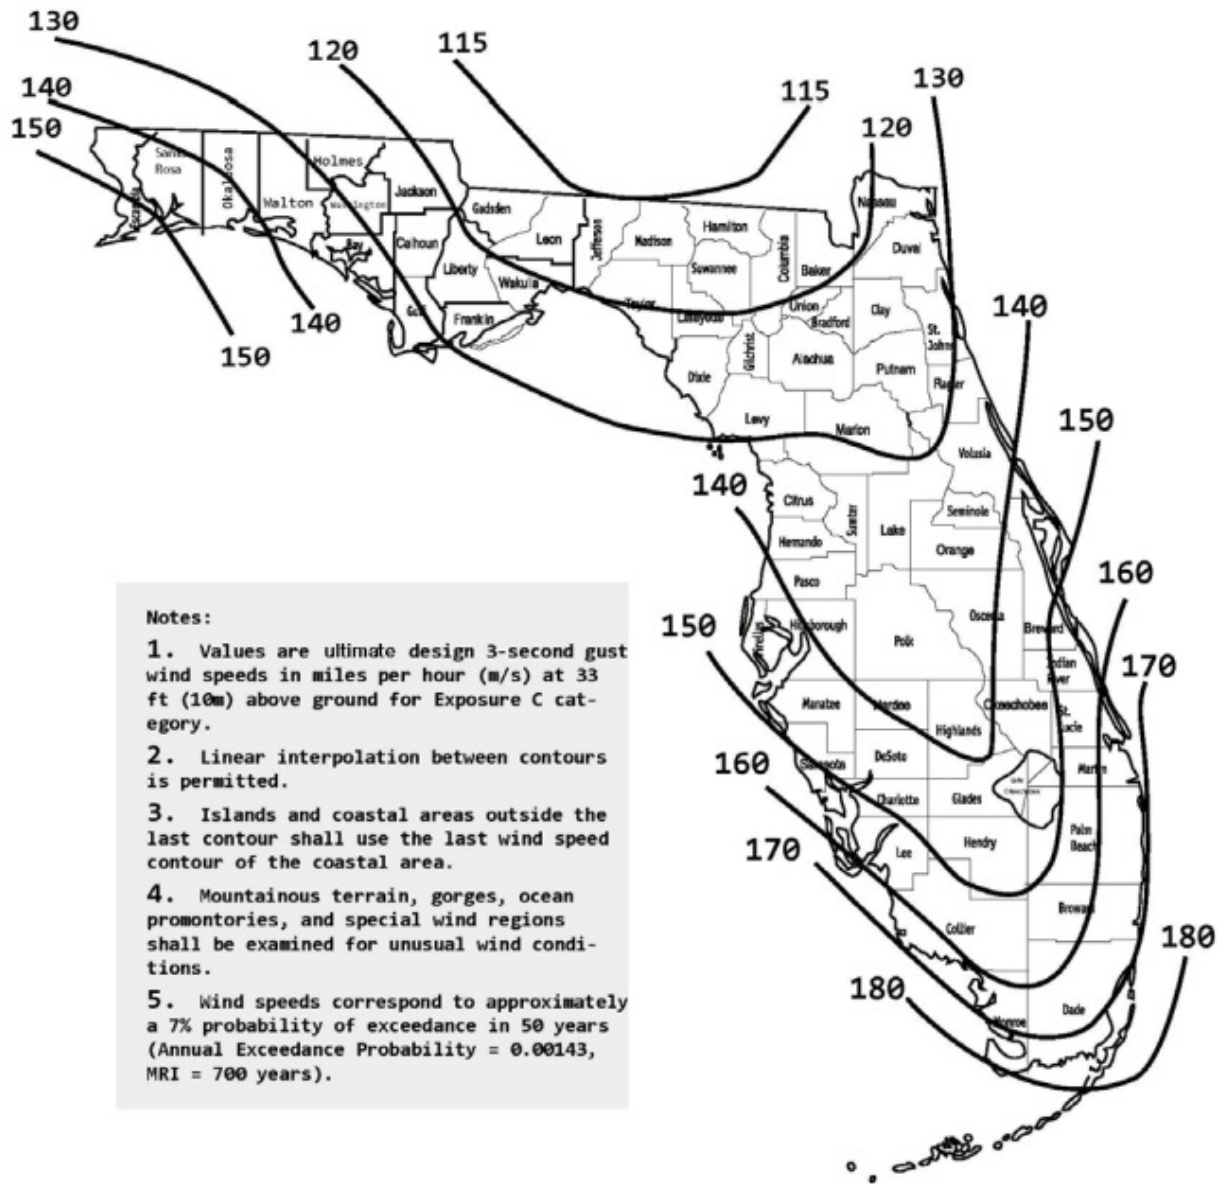 130
120
115
130
140
115
150
120
Santa
Rosa
Okaloosa
Holmes
Escambia
Walton
Washington
Jackson
Gadsden
Nassau
Bay
Calhoun
Leon
Jefferson
Madison
Hamilton
Columbia
Baker
Duval
Liberty
Wakulla
Suwannee
140
150
Gulf
Franklin
Taylor
Lafayette
Union
Bradford
Clay
St.
Johns
140
Dixie
Gilchrist
Alachua
Putnam
Flagler
Levy
Marion
150
140
Volusia
Citrus
Sumter
Lake
Seminole
Hernando
Orange
Pasco
160
150
Pinellas
Hillsborough
Polk
Osceola
Brevard
Indian
River
170
Manatee
Hardee
Highlands
Okeechobee
St.
Lucie
160
Sarasota
DeSoto
Martin
Charlotte
Glades
170
Lee
Hendry
Palm
Beach
Collier
Broward
180
180
Monroe
Dade
Notes:
1. Values are ultimate design 3-second gust
wind speeds in miles per hour (m/s) at 33
ft (10m) above ground for Exposure C cat-
egory.
2. Linear interpolation between contours
is permitted.
3. Islands and coastal areas outside the
last contour shall use the last wind speed
contour of the coastal area.
4. Mountainous terrain, gorges, ocean
promontories, and special wind regions
shall be examined for unusual wind condi-
tions.
5. Wind speeds correspond to approximately
a 7% probability of exceedance in 50 years
(Annual Exceedance Probability = 0.00143,
MRI = 700 years).